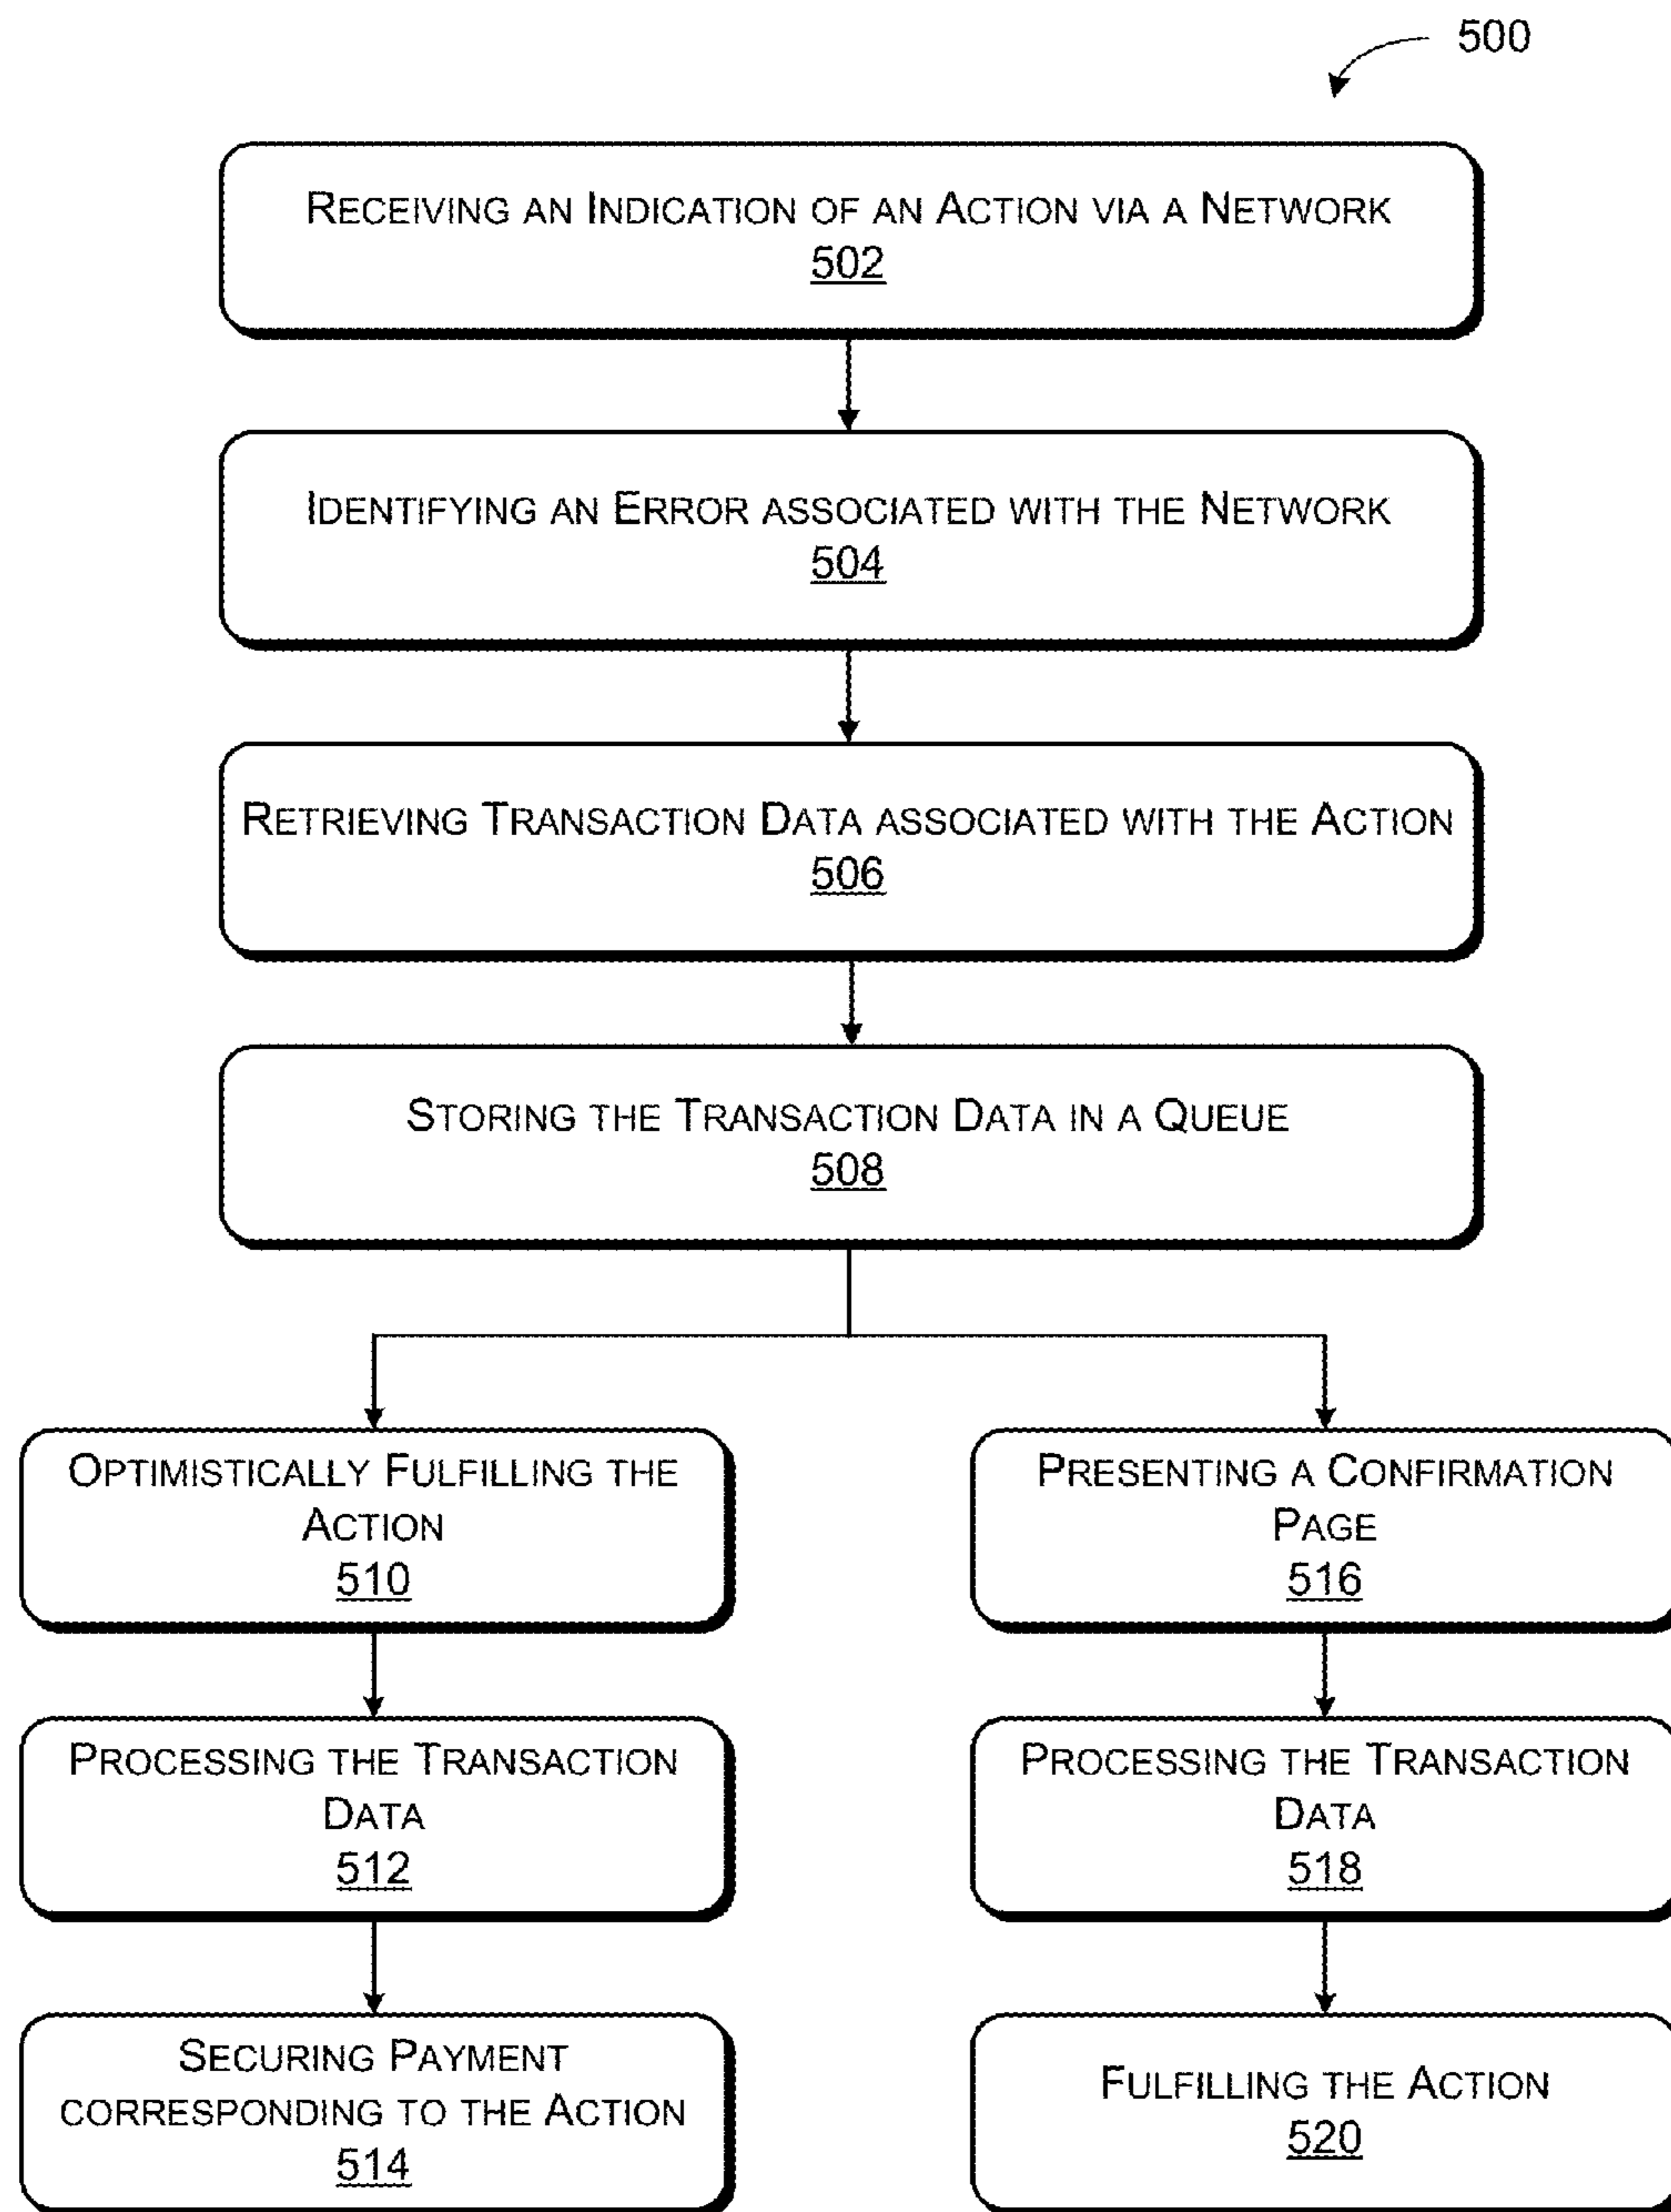 500
RECEIVING AN INDICATION OF AN ACTION VIA A NETWORK
502
IDENTIFYING AN ERROR ASSOCIATED WITH THE NETWORK
504
RETRIEVING TRANSACTION DATA ASSOCIATED WITH THE ACTION
506
STORING THE TRANSACTION DATA IN A QUEUE
508
OPTIMISTICALLY FULFILLING THE
ACTION
510
PROCESSING THE TRANSACTION
DATA
512
SECURING PAYMENT
CORRESPONDING TO THE ACTION
514
PRESENTING A CONFIRMATION
PAGE
516
PROCESSING THE TRANSACTION
DATA
518
FULFILLING THE ACTION
520